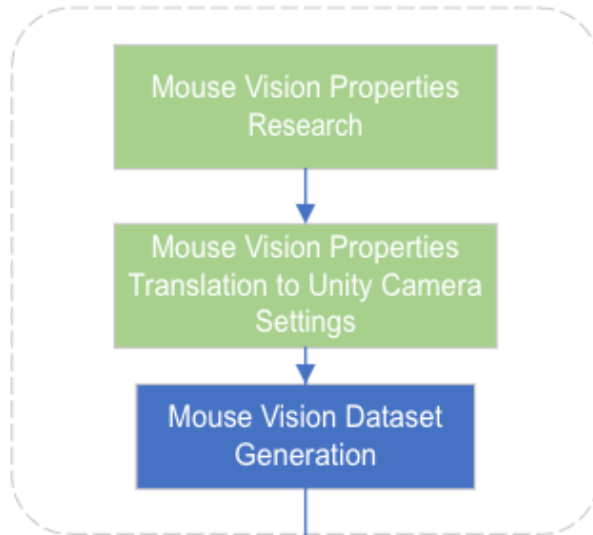 Mouse Vision Properties
Research
Mouse Vision Properties
Translation to Unity Camera
Settings
Mouse Vision Dataset
Generation